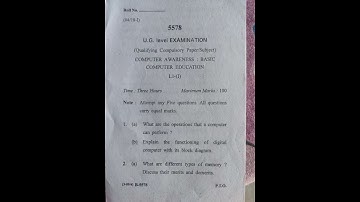 Roll No.
5578
U.G. level EXAMINATION
(Qualifying Compulsory Paper/Subject)
COMPUTER AWARENESS : BASIC
COMPUTER EDUCATION
Time : Three Hours Maximum Marks : 100
Note : Attempt any Five questions. All questions
carry equal marks.
1. (a) What are the operations that a computer
can perform ?
(b) Explain the functioning of digital
computer with its block diagram.
2. (a) What are different types of memory ?
Discuss their merits and demerits.
P.T.O.